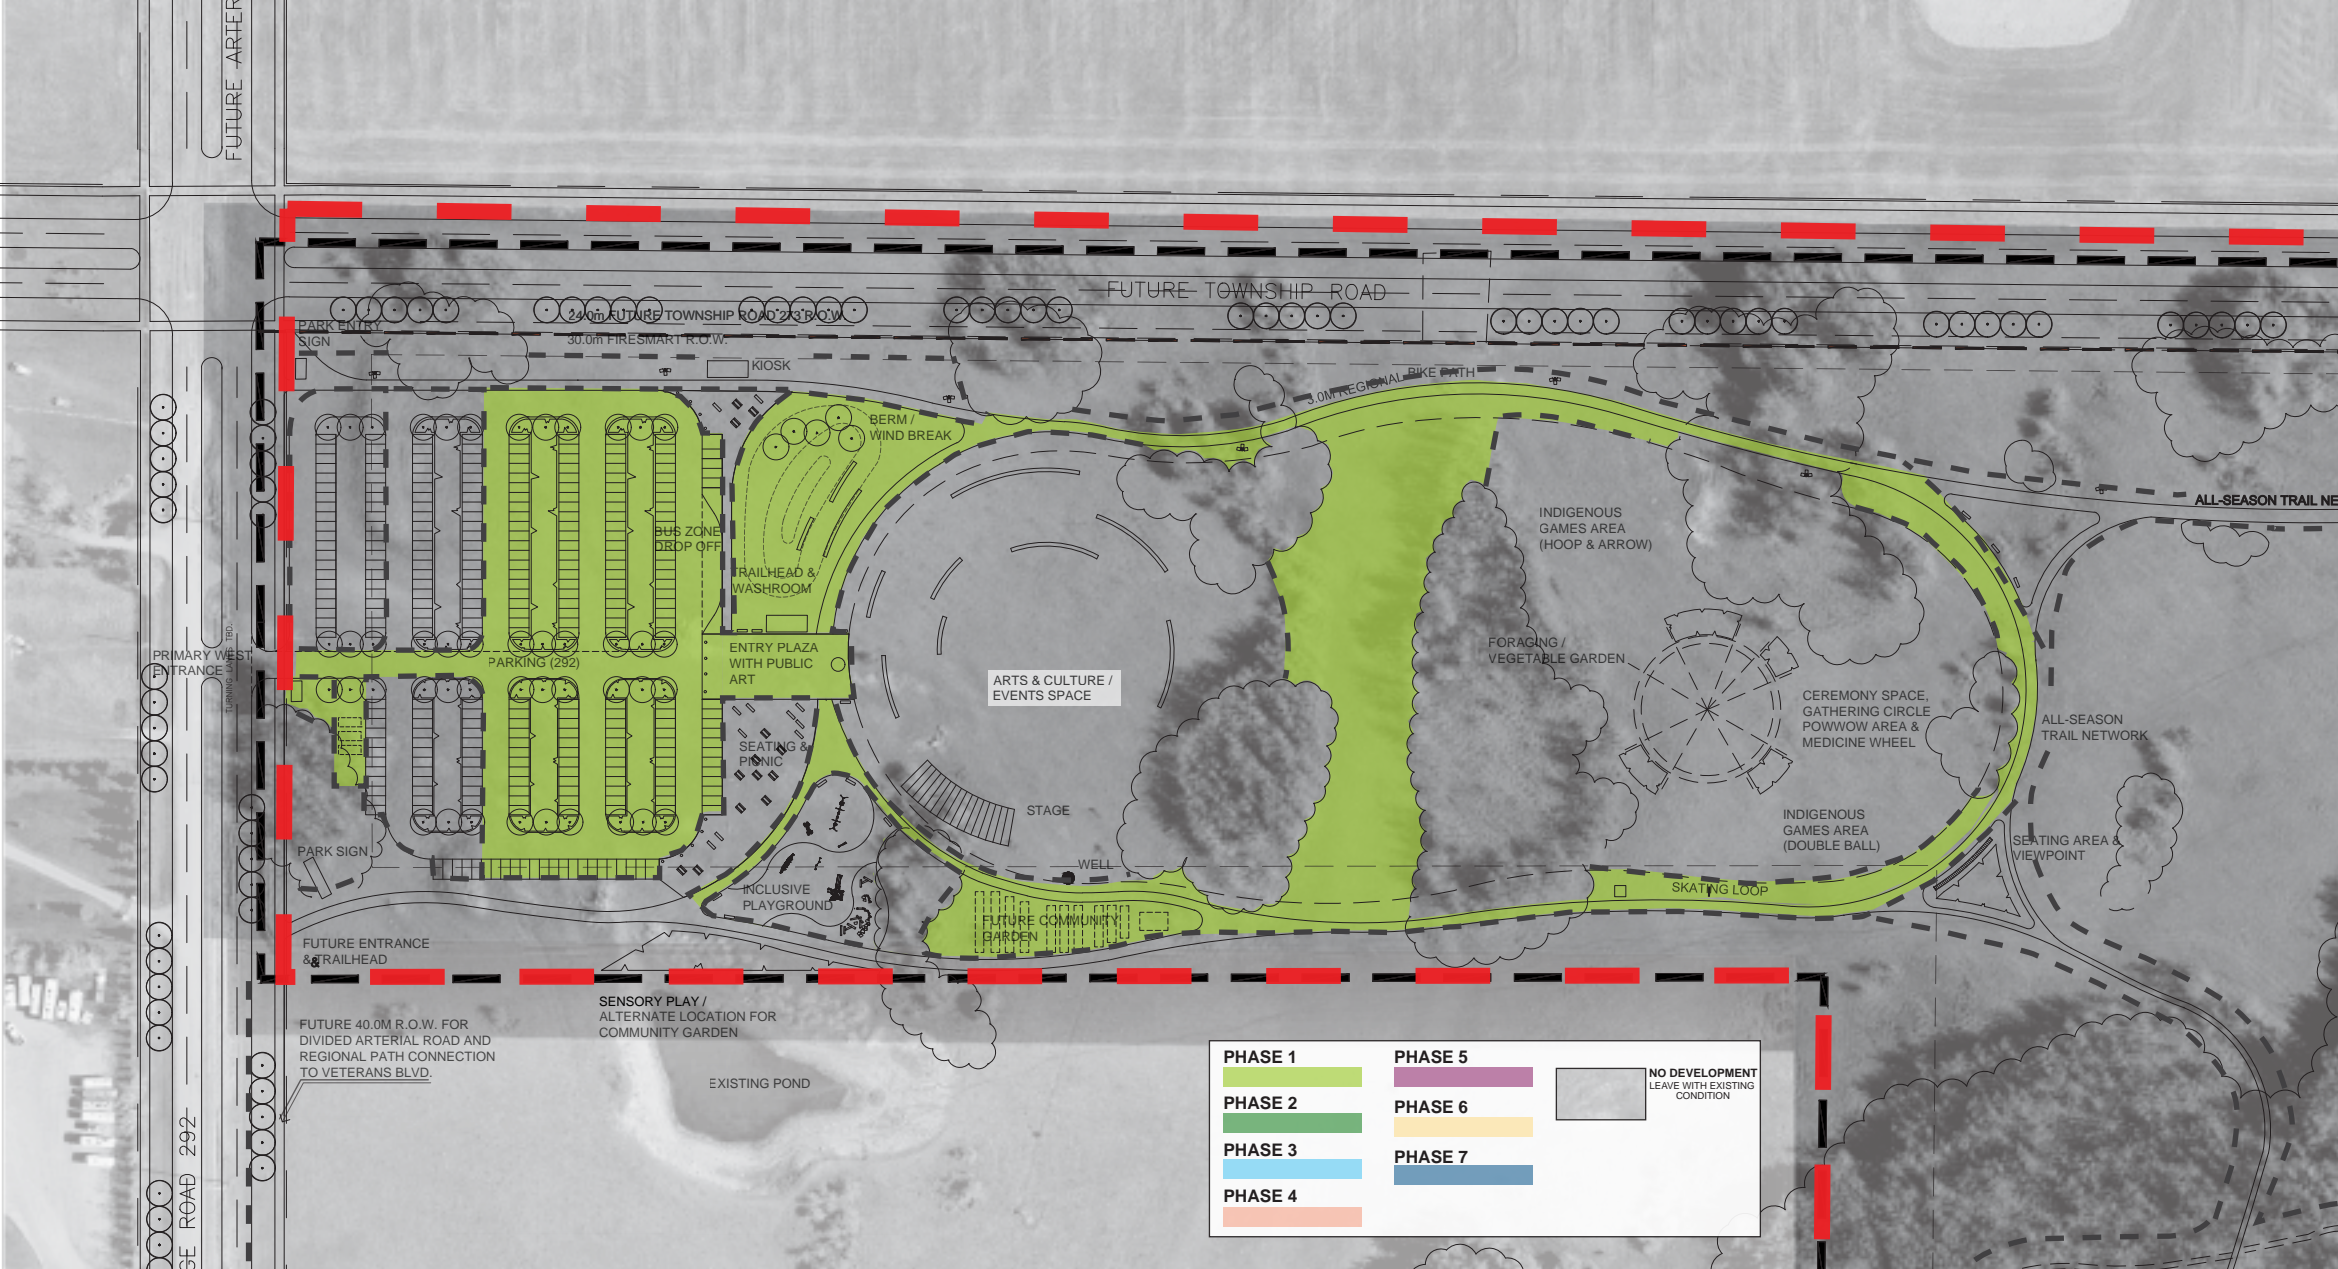 FUTURE ARTER
FUTURE TOWNSHIP ROAD
24.0m FUTURE TOWNSHIP ROAD 273 R.O.W.
30.0m FIRESMART R.O.W.
PARK ENTRY
SIGN
KIOSK
3.0M REGIONAL BIKE PATH
BERM /
WIND BREAK
ALL-SEASON TRAIL NE
INDIGENOUS
GAMES AREA
(HOOP & ARROW)
BUS ZONE
DROP OFF
TRAILHEAD &
WASHROOM
PRIMARY WEST
ENTRANCE
TURNING LANES TBD.
PARKING (292)
ENTRY PLAZA
WITH PUBLIC
ART
ARTS & CULTURE /
EVENTS SPACE
FORAGING /
VEGETABLE GARDEN
CEREMONY SPACE,
GATHERING CIRCLE
POWWOW AREA &
MEDICINE WHEEL
ALL-SEASON
TRAIL NETWORK
SEATING &
PICNIC
STAGE
INDIGENOUS
GAMES AREA
(DOUBLE BALL)
SEATING AREA &
VIEWPOINT
PARK SIGN
WELL
INCLUSIVE
PLAYGROUND
SKATING LOOP
FUTURE COMMUNITY
GARDEN
FUTURE ENTRANCE
& TRAILHEAD
&
SENSORY PLAY /
ALTERNATE LOCATION FOR
COMMUNITY GARDEN
FUTURE 40.0M R.O.W. FOR
DIVIDED ARTERIAL ROAD AND
REGIONAL PATH CONNECTION
TO VETERANS BLVD.
EXISTING POND
GE ROAD 292
PHASE 1
PHASE 2
PHASE 3
PHASE 4
PHASE 5
PHASE 6
PHASE 7
NO DEVELOPMENT
LEAVE WITH EXISTING
CONDITION